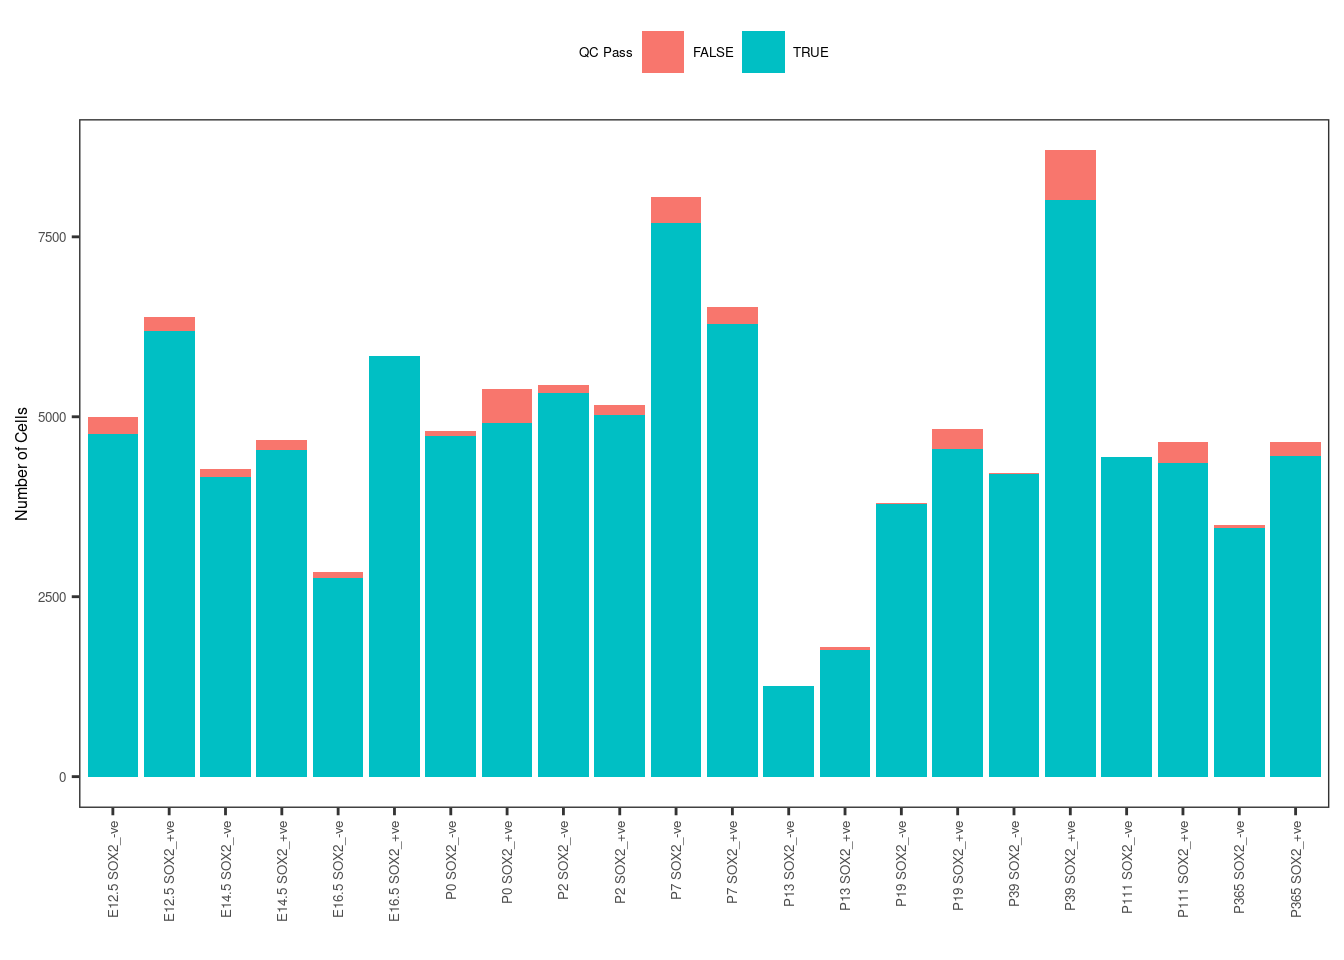 QC Pass FALSE TRUE
Number of Cells
7500
5000
2500
0
E12.5 SOX2_-ve
E12.5 SOX2_+ve
E14.5 SOX2_-ve
E14.5 SOX2_+ve
E16.5 SOX2_-ve
E16.5 SOX2_+ve
P0 SOX2_-ve
P0 SOX2_+ve
P2 SOX2_-ve
P2 SOX2_+ve
P7 SOX2_-ve
P7 SOX2_+ve
P13 SOX2_-ve
P13 SOX2_+ve
P19 SOX2_-ve
P19 SOX2_+ve
P39 SOX2_-ve
P39 SOX2_+ve
P111 SOX2_-ve
P111 SOX2_+ve
P365 SOX2_-ve
P365 SOX2_+ve